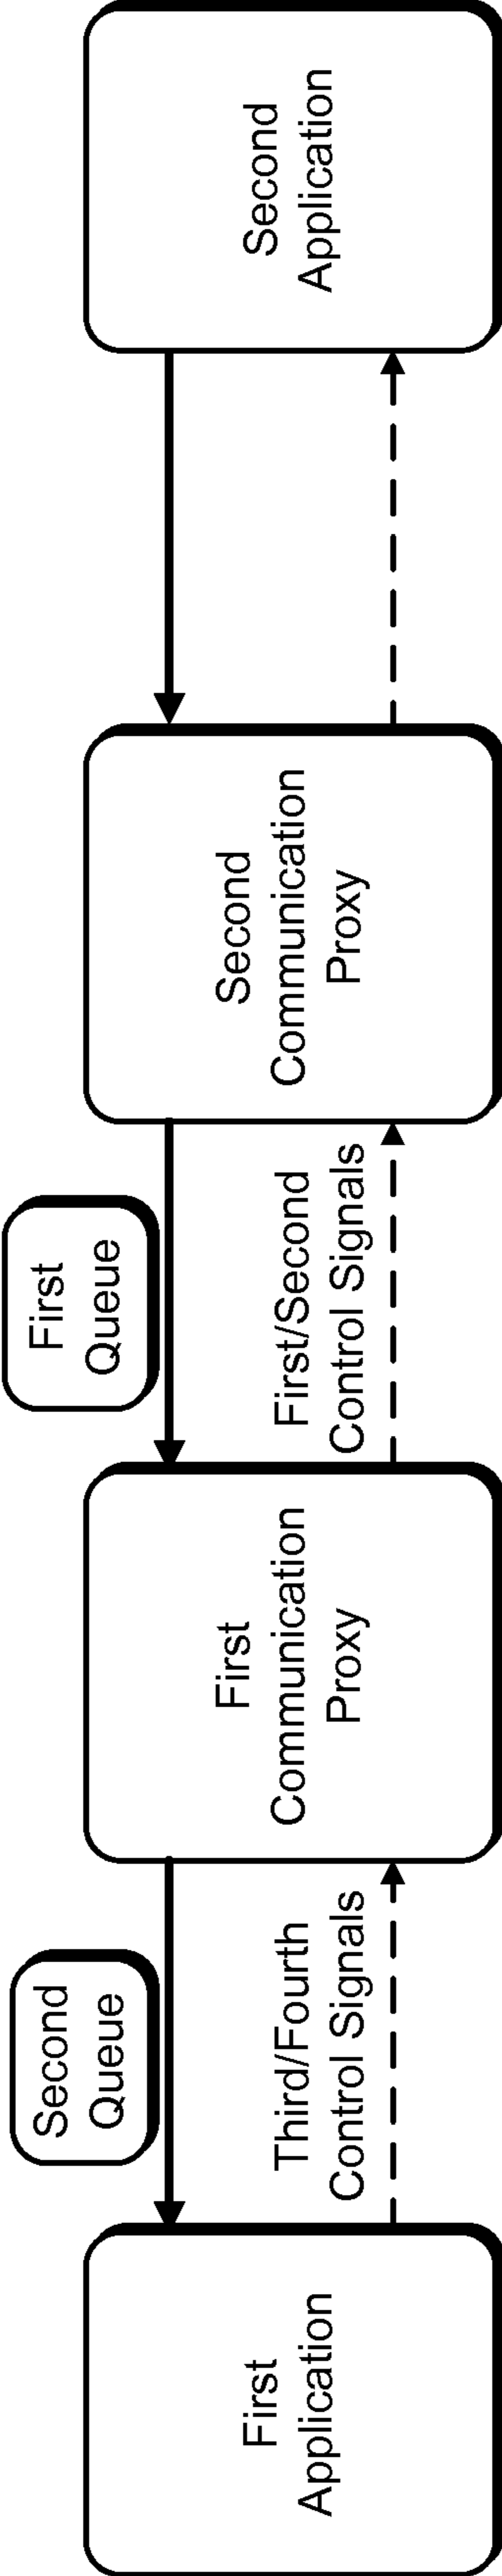 First
Application
Second
Queue
Third/Fourth
Control Signals
First
Communication
Proxy
First
Queue
First/Second
Control Signals
Second
Communication
Proxy
Second
Application